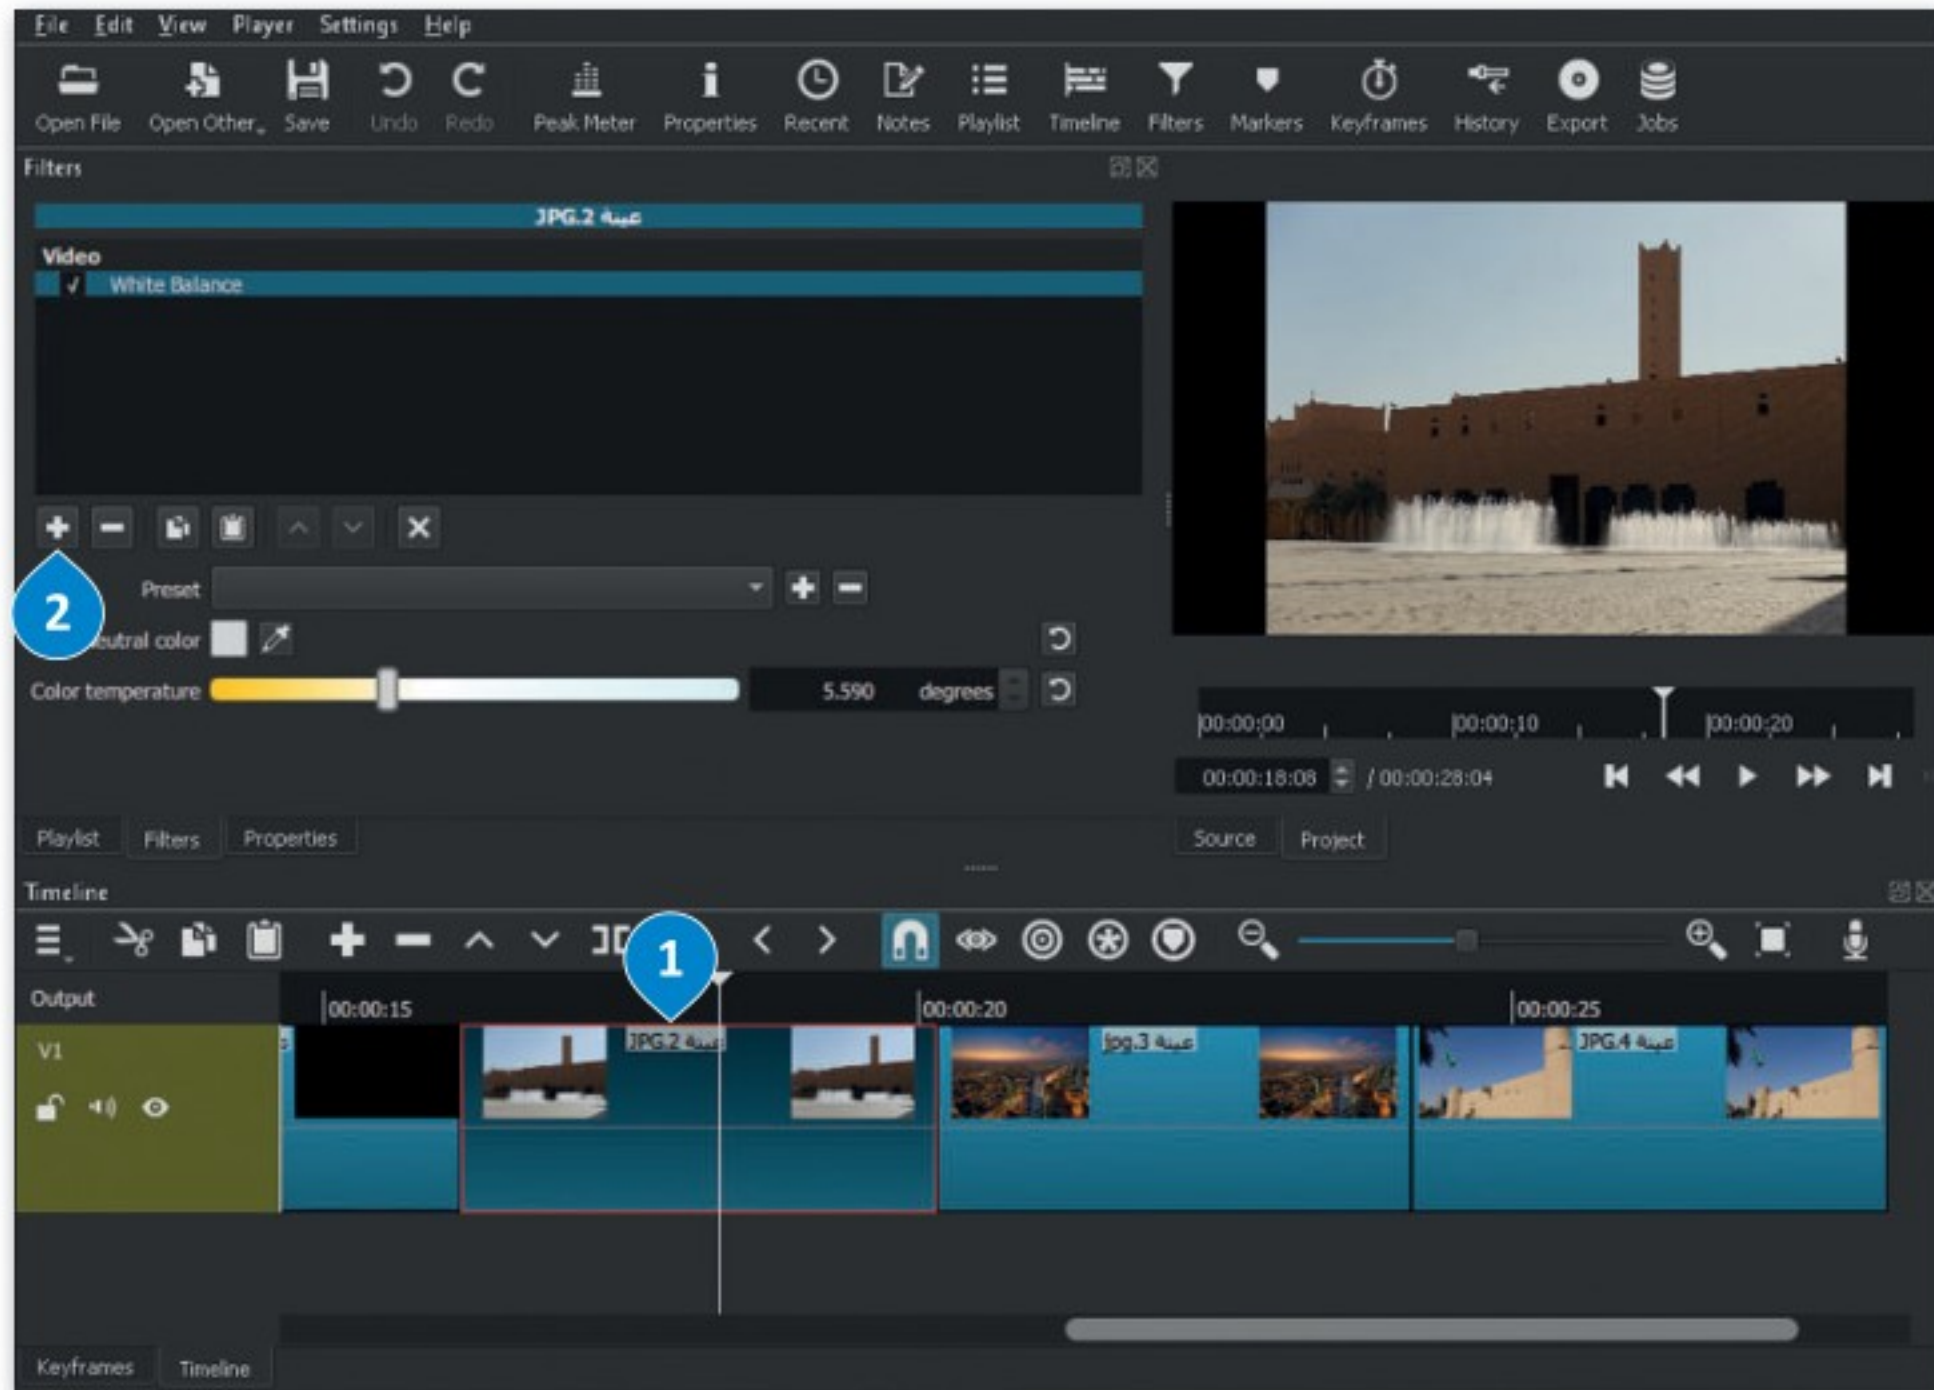 File Edit View Player Settings Help
Open File Open Other Save Undo Redo Peak Meter Properties Recent Notes Playlist Timeline Filters Markers Keyframes History Export Jobs
Filters
عينة 2.JPG
Video
White Balance
2
Preset
eutral color
Color temperature 5.590 degrees
00:00:00 00:00:10 00:00:20
00:00:18:08 / 00:00:28:04
Playlist Filters Properties
Source Project
Timeline
1
Output
00:00:15 00:00:20 00:00:25
V1
عينة 2.JPG عينة 3.jpg عينة 4.JPG
Keyframes Timeline